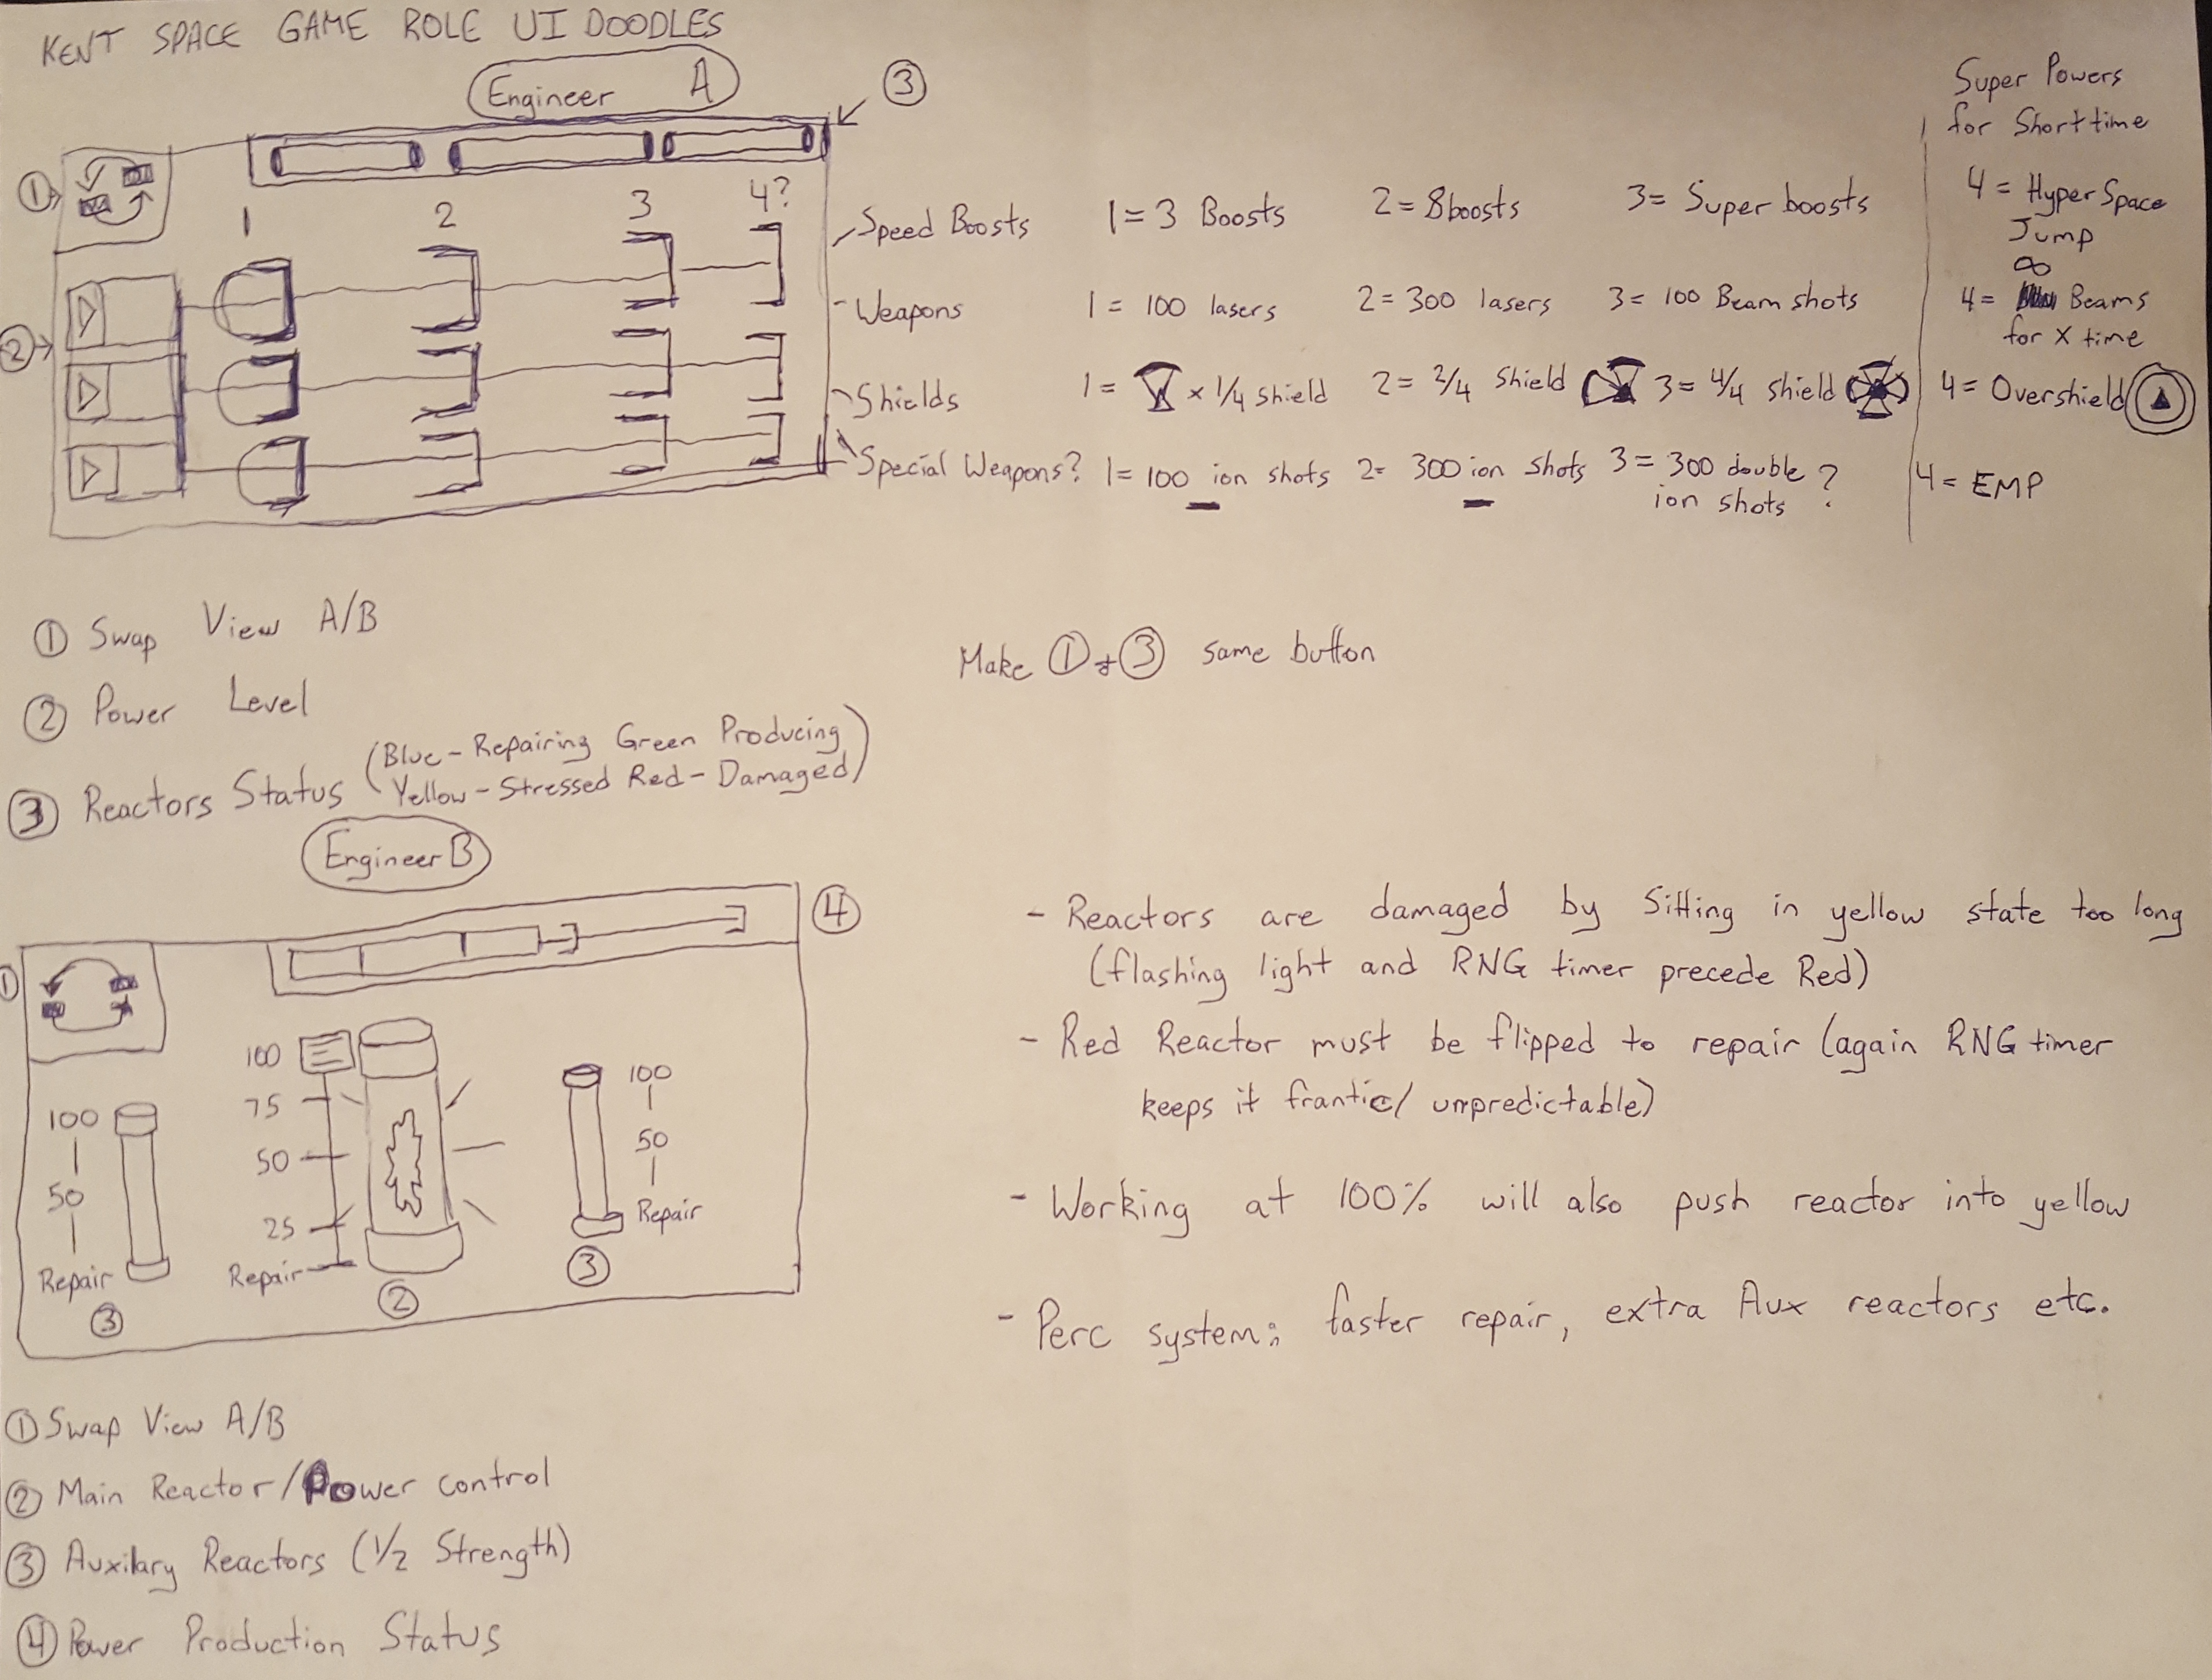 KENT SPACE GAME ROLE UI DOODLES
Engineer A
③
①
②
1 2 3 4?
Speed Boosts 1 = 3 Boosts 2 = 8boosts 3 = Super boosts
Weapons 1 = 100 lasers 2 = 300 lasers 3 = 100 Beam shots
Shields 1 = x 1/4 shield 2 = 2/4 shield 3 = 4/4 shield
Special Weapons? 1 = 100 ion shots 2 = 300 ion shots 3 = 300 double ?
ion shots
Super Powers
for Short time
4 = Hyper Space
Jump
∞
4 = Beams
for X time
4 = Overshield
4 = EMP
① Swap View A/B
② Power Level
③ Reactors Status (Blue - Repairing Green Producing
Yellow - Stressed Red - Damaged)
Make ① + ③ same button
Engineer B
④
①
100
75
50
25
Repair
②
100
50
Repair
③
100
50
Repair
③
- Reactors are damaged by Sitting in yellow state too long
(flashing light and RNG timer precede Red)
- Red Reactor must be flipped to repair (again RNG timer
keeps it frantic/ unpredictable)
- Working at 100% will also push reactor into yellow
- Perc system: faster repair, extra Aux reactors etc.
① Swap View A/B
② Main Reactor/Power control
③ Auxilary Reactors (1/2 Strength)
④ Power Production Status